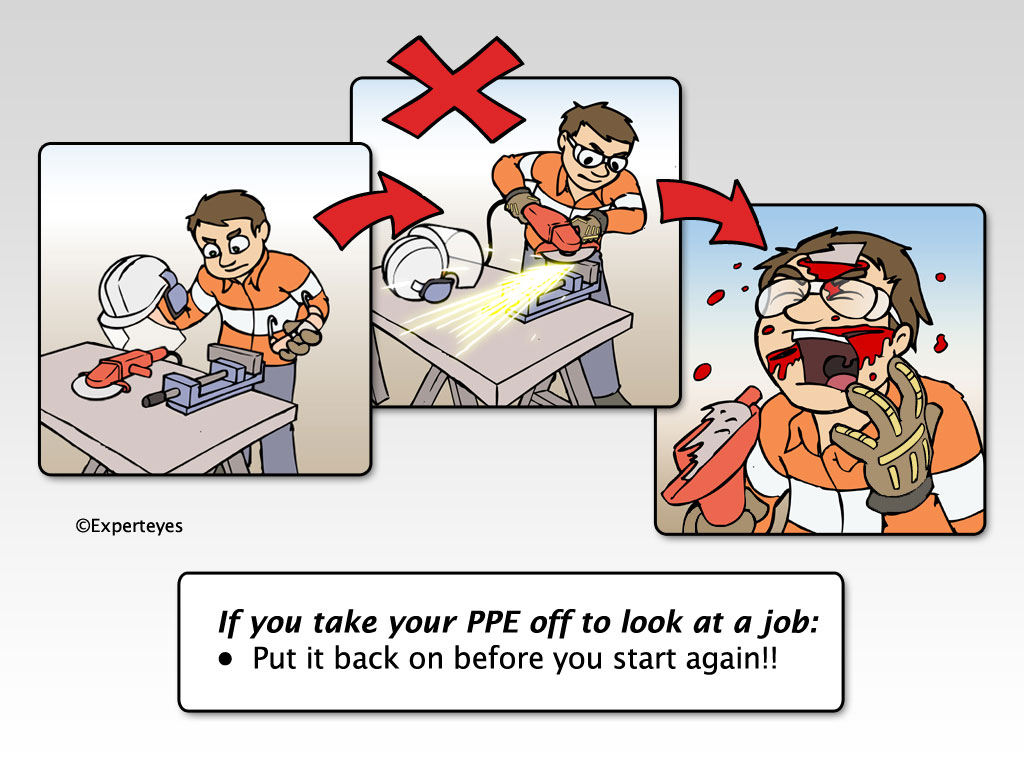 ©Experteyes
If you take your PPE off to look at a job:
● Put it back on before you start again!!